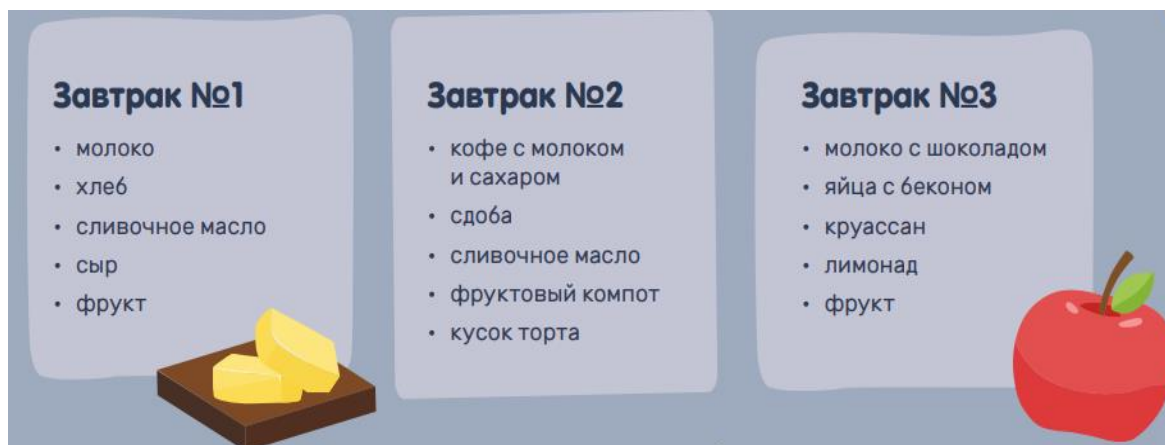 Завтрак №1
• молоко
• хлеб
• сливочное масло
• сыр
• фрукт
Завтрак №2
• кофе с молоком
и сахаром
• сдоба
• сливочное масло
• фруктовый компот
• кусок торта
Завтрак №3
• молоко с шоколадом
• яйца с беконом
• круассан
• лимонад
• фрукт